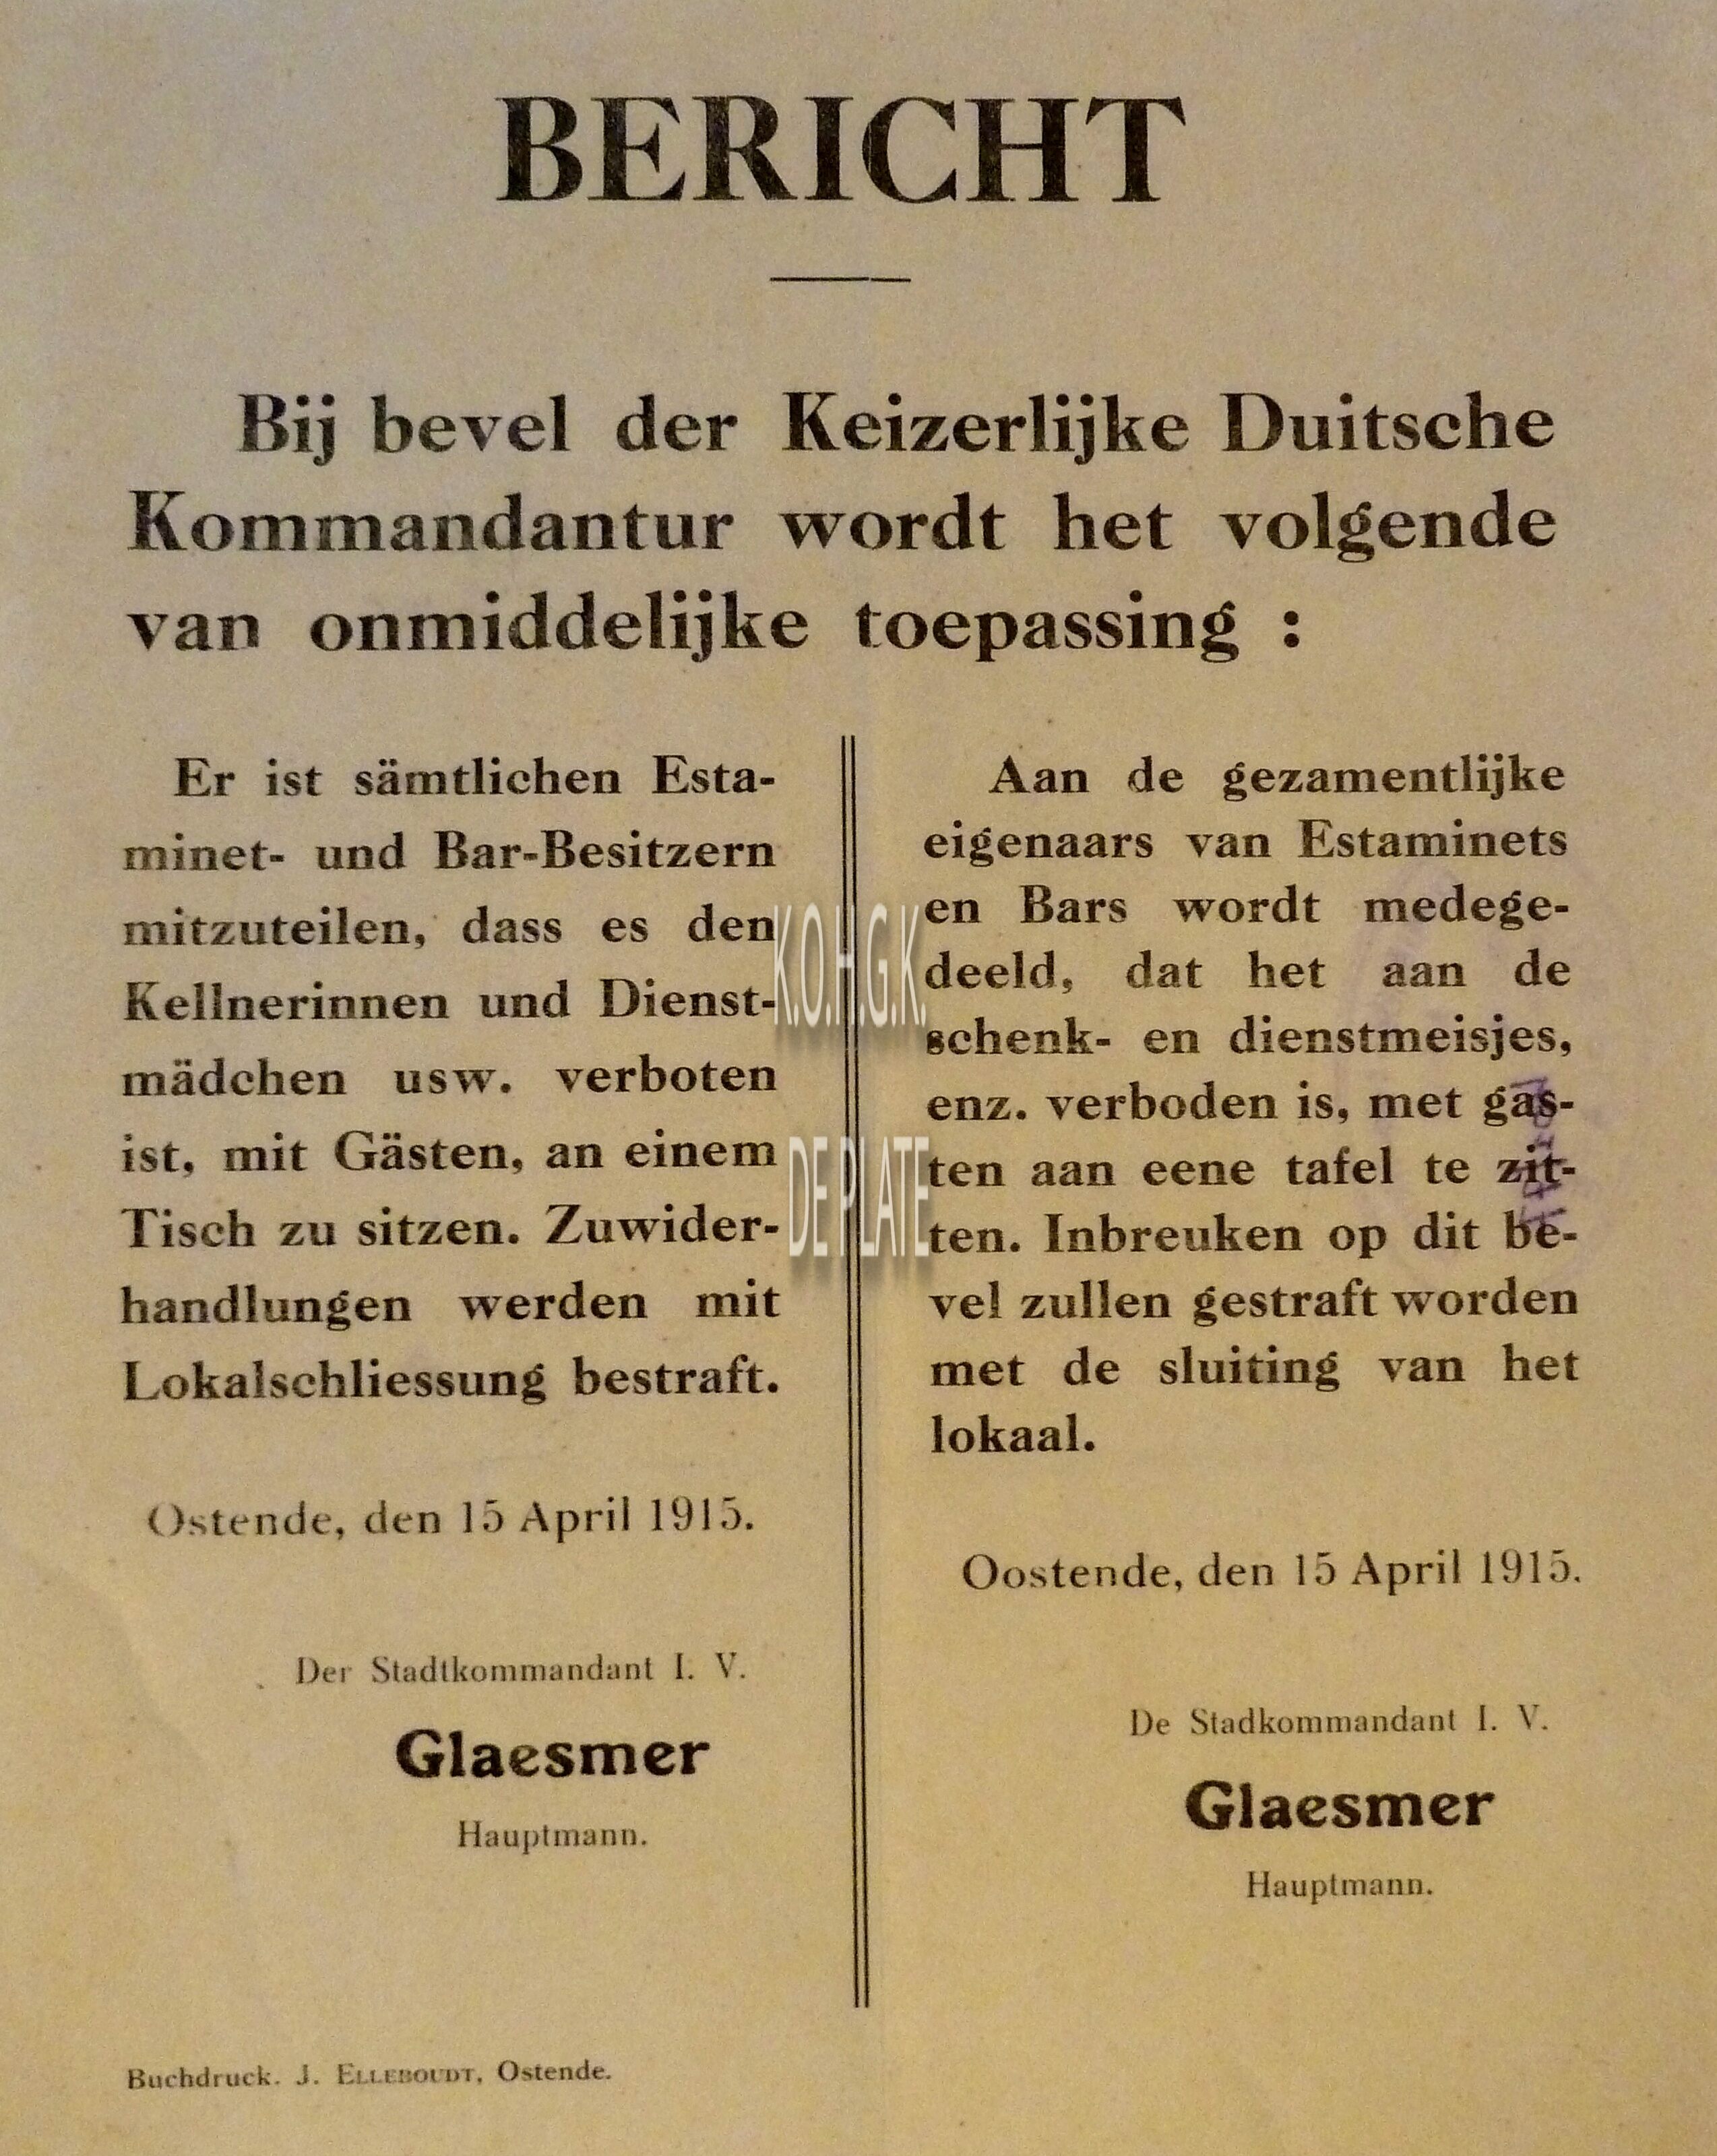 BERICHT
Bij bevel der Keizerlijke Duitsche
Kommandantur wordt het volgende
van onmiddelijke toepassing :
Er ist sämtlichen Esta-
minet- und Bar-Besitzern
mitzuteilen, dass es den
Kellnerinnen und Dienst-
mädchen usw. verboten
ist, mit Gästen, an einem
Tisch zu sitzen. Zuwider-
handlungen werden mit
Lokalschliessung bestraft.
Ostende, den 15 April 1915.
Der Stadtkommandant I. V.
Glaesmer
Hauptmann.
Aan de gezamentlijke
eigenaars van Estaminets
en Bars wordt medege-
deeld, dat het aan de
schenk- en dienstmeisjes,
enz. verboden is, met gas-
ten aan eene tafel te zit-
ten. Inbreuken op dit be-
vel zullen gestraft worden
met de sluiting van het
lokaal.
Oostende, den 15 April 1915.
De Stadkommandant I. V.
Glaesmer
Hauptmann.
Buchdruck. J. ELLEBOUDT, Ostende.
K.O.H.G.K.
DE PLATE